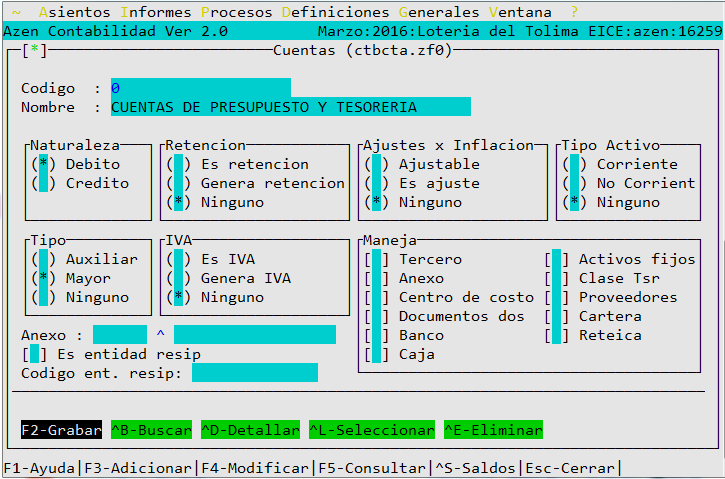 ~ Asientos Informes Procesos Definiciones Generales Ventana ?
Azen Contabilidad Ver 2.0 Marzo:2016:Loteria del Tolima EICE:azen:16259
[*] Cuentas (ctbcta.zf0)
Codigo : 0
Nombre : CUENTAS DE PRESUPUESTO Y TESORERIA
Naturaleza Retencion Ajustes x Inflacion Tipo Activo
(*) Debito ( ) Es retencion ( ) Ajustable ( ) Corriente
( ) Credito ( ) Genera retencion ( ) Es ajuste ( ) No Corrient
(*) Ninguno (*) Ninguno (*) Ninguno
Tipo IVA Maneja
( ) Auxiliar ( ) Es IVA [ ] Tercero [ ] Activos fijos
(*) Mayor ( ) Genera IVA [ ] Anexo [ ] Clase Tsr
( ) Ninguno (*) Ninguno [ ] Centro de costo [ ] Proveedores
[ ] Documentos dos [ ] Cartera
Anexo : ^ [ ] Banco [ ] Reteica
[ ] Es entidad resip [ ] Caja
Codigo ent. resip:
F2-Grabar ^B-Buscar ^D-Detallar ^L-Seleccionar ^E-Eliminar
F1-Ayuda|F3-Adicionar|F4-Modificar|F5-Consultar|^S-Saldos|Esc-Cerrar|